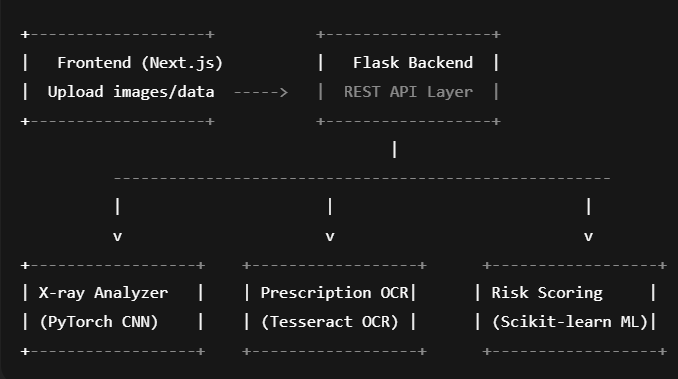 +-------------------+ +------------------+
| Frontend (Next.js) | Flask Backend |
| Upload images/data -----> | REST API Layer |
+-------------------+ +------------------+
|
-----------------------------------------------------
| | |
v v v
+------------------+ +------------------+ +------------------+
| X-ray Analyzer | | Prescription OCR| | Risk Scoring |
| (PyTorch CNN) | | (Tesseract OCR) | | (Scikit-learn ML)|
+------------------+ +------------------+ +------------------+